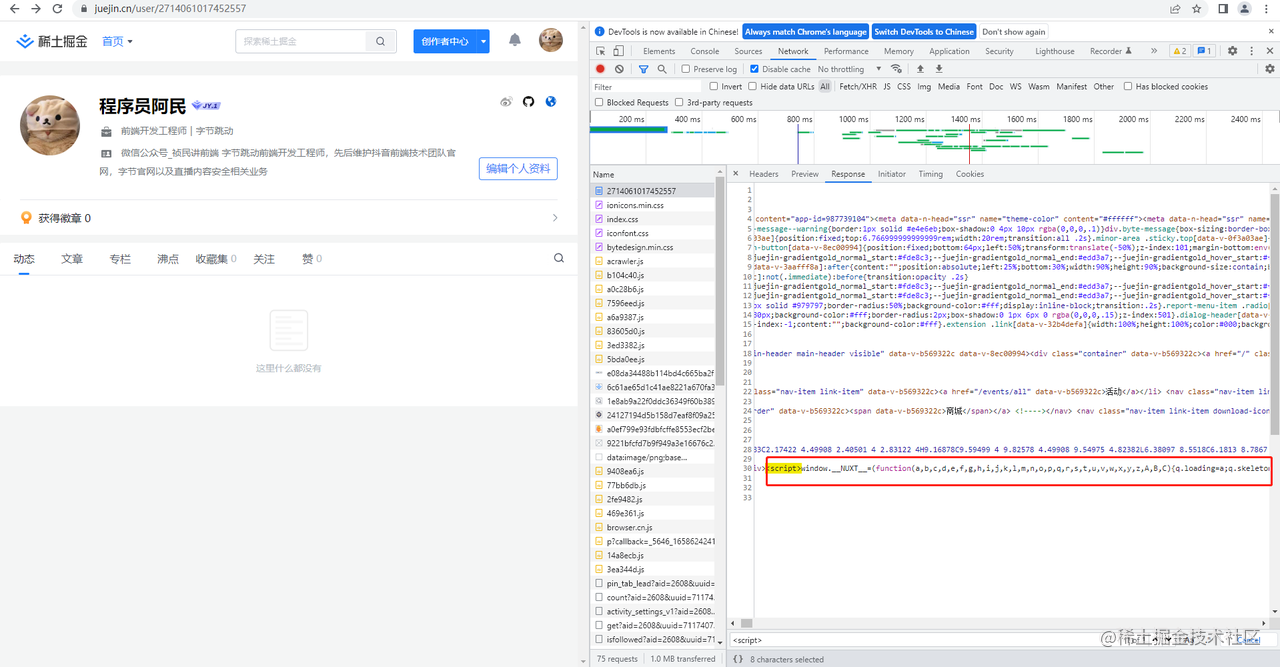 juejin.cn/user/2714061017452557
稀土掘金 首页 探索稀土掘金 创作者中心
程序员阿民 JY.1
前端开发工程师 | 字节跳动
微信公众号_祯民讲前端 字节跳动前端开发工程师，先后维护抖音前端技术团队官
网，字节官网以及直播内容安全相关业务
编辑个人资料
获得徽章 0
动态 文章 专栏 沸点 收藏集 0 关注 赞 0
这里什么都没有
DevTools is now available in Chinese! Always match Chrome's language Switch DevTools to Chinese Don't show again
Elements Console Sources Network Performance Memory Application Security Lighthouse Recorder 2 1
Preserve log Disable cache No throttling
Filter Invert Hide data URLs All Fetch/XHR JS CSS Img Media Font Doc WS Wasm Manifest Other Has blocked cookies
Blocked Requests 3rd-party requests
200 ms 400 ms 600 ms 800 ms 1000 ms 1200 ms 1400 ms 1600 ms 1800 ms 2000 ms 2200 ms 2400 ms
Name
2714061017452557
ionicons.min.css
index.css
iconfont.css
bytedesign.min.css
acrawler.js
b104c40.js
a0c28b6.js
7596eed.js
a6a9387.js
83605d0.js
3ed3382.js
5bda0ee.js
e08da34488b114bd4c665ba2f
6c61ae65d1c41ae8221a670fa3
1e8ab9a22f0ddc36349f60b389
24127194d5b158d7eaf8f09a25
a0ef799e93fdbfcffe8553ecf2be
9221bfcfd7b9f949a3e16676c2
data:image/png;base...
9408ea6.js
77bb6db.js
2fe9482.js
469e361.js
browser.cn.js
p?callback=_5646_1658624241
14a8ecb.js
3ea344d.js
pin_tab_lead?aid=2608&uuid=
count?aid=2608&uuid=71174
activity_settings_v1?aid=2608..
get?aid=2608&uuid=7117407.
isfollowed?aid=2608&uuid=71
75 requests 1.0 MB transferred
Headers Preview Response Initiator Timing Cookies
1
2
3
4 content="app-id=987739104"><meta data-n-head="ssr" name="theme-color" content="#ffffff"><meta data-n-head="ssr" name=
5 -message--warning{border:1px solid #e4e6eb;box-shadow:0 4px 10px rgba(0,0,0,.1)}div.byte-message{box-sizing:border-bo
6 33ae]{position:fixed;top:6.766999999999999rem;width:20rem;transition:all .2s}.minor-area .sticky.top[data-v-0f3a03ae]
7 -button[data-v-8ec00994]{position:fixed;bottom:64px;left:50%;transform:translate(-50%);z-index:101;margin-bottom:env(
8 juejin-gradientgold_normal_start:#fde8c3;--juejin-gradientgold_normal_end:#edd3a7;--juejin-gradientgold_hover_start:#
9 data-v-3aafff8a]:after{content:"";position:absolute;left:25%;bottom:30%;width:90%;height:90%;background-size:contain;
10 t]:not(.immediate):before{transition:opacity .2s}
11 juejin-gradientgold_normal_start:#fde8c3;--juejin-gradientgold_normal_end:#edd3a7;--juejin-gradientgold_hover_start:#
12 juejin-gradientgold_normal_start:#fde8c3;--juejin-gradientgold_normal_end:#edd3a7;--juejin-gradientgold_hover_start:#
13 px solid #979797;border-radius:50%;background-color:#fff;display:inline-block;transition:.2s}.report-menu-item .radio
14 30px;background-color:#fff;border-radius:2px;box-shadow:0 1px 6px 0 rgba(0,0,0,.15);z-index:501}.dialog-header[data-v
15 -index:-1;content:"";background-color:#fff}.extension .link[data-v-32b4defa]{width:100%;height:100%;color:#000;backgr
16
17
18 in-header main-header visible" data-v-b569322c data-v-8ec00994><div class="container" data-v-b569322c><a href="/" clas
19
20
21
22 lass="nav-item link-item" data-v-b569322c><a href="/events/all" data-v-b569322c>活动</a></li> <nav class="nav-item lin
23
24 der" data-v-b569322c><span data-v-b569322c>商城</span></a> <!----></nav> <nav class="nav-item link-item download-icon
25
26
27
28 33C2.17422 4.49908 2.40501 4 2.83122 4H9.16878C9.59499 4 9.82578 4.49908 9.54975 4.82382L6.38097 8.5518C6.1813 8.7867
29
30 iv><script>window.__NUXT__=(function(a,b,c,d,e,f,g,h,i,j,k,l,m,n,o,p,q,r,s,t,u,v,w,x,y,z,A,B,C){q.loading=a;q.skeleto
31
32
33
<script> Cancel
{} 8 characters selected
@稀土掘金技术社区